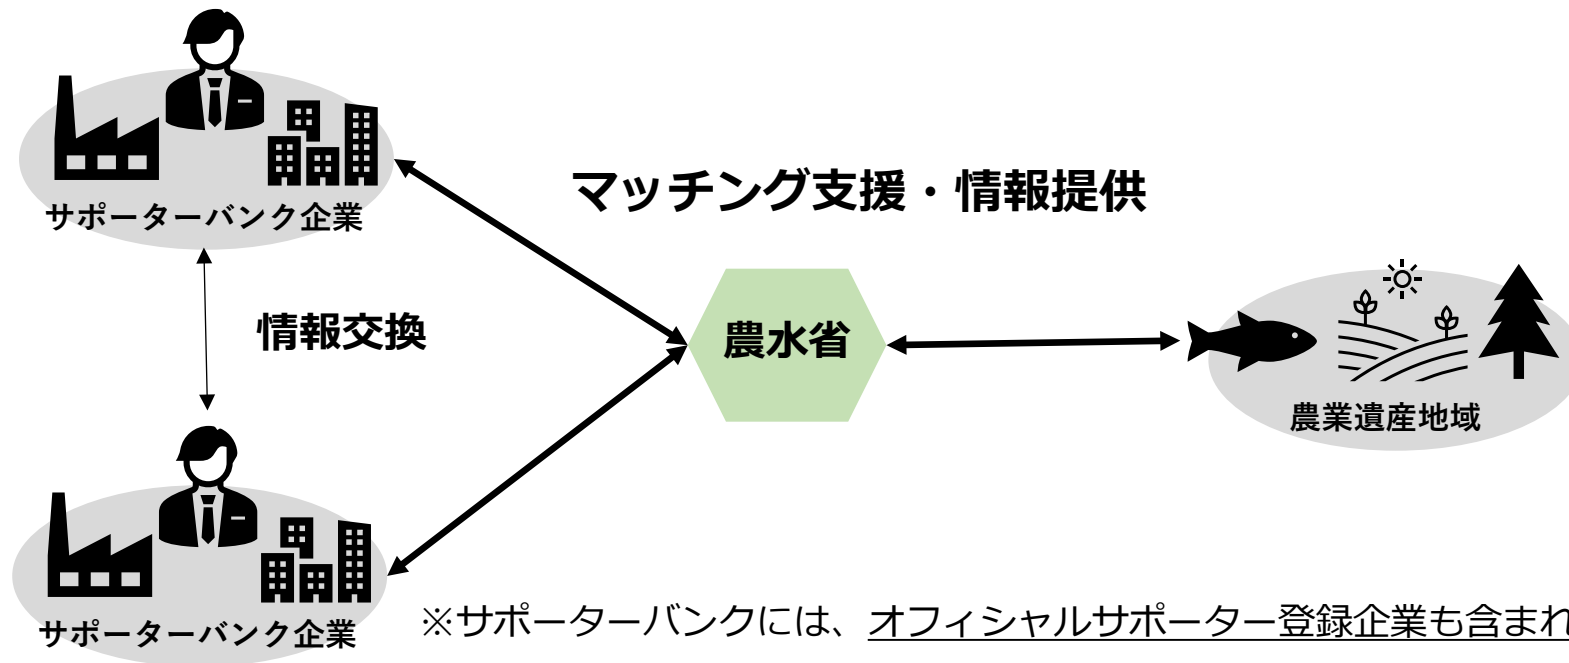 サポーターバンク企業
マッチング支援・情報提供
情報交換
農水省
農業遺産地域
サポーターバンク企業
※サポーターバンクには、オフィシャルサポーター登録企業も含まれ